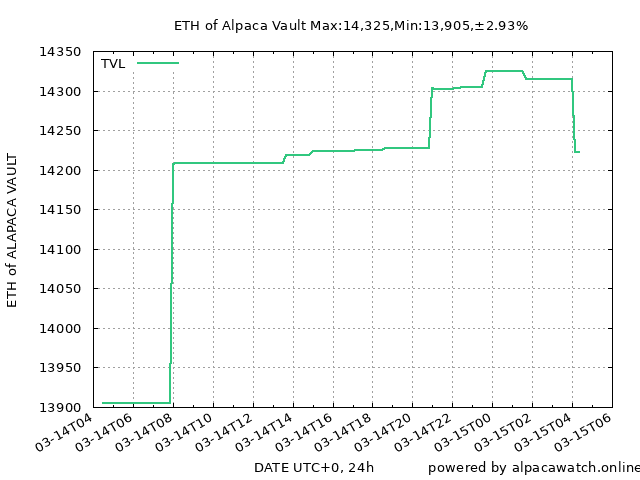 ETH of Alpaca Vault Max:14,325,Min:13,905,±2.93%
TVL
14350
14300
14250
14200
14150
14100
14050
14000
13950
13900
ETH of ALAPACA VAULT
03-14T04
03-14T06
03-14T08
03-14T10
03-14T12
03-14T14
03-14T16
03-14T18
03-14T20
03-14T22
03-15T00
03-15T02
03-15T04
03-15T06
DATE UTC+0, 24h
powered by alpacawatch.online